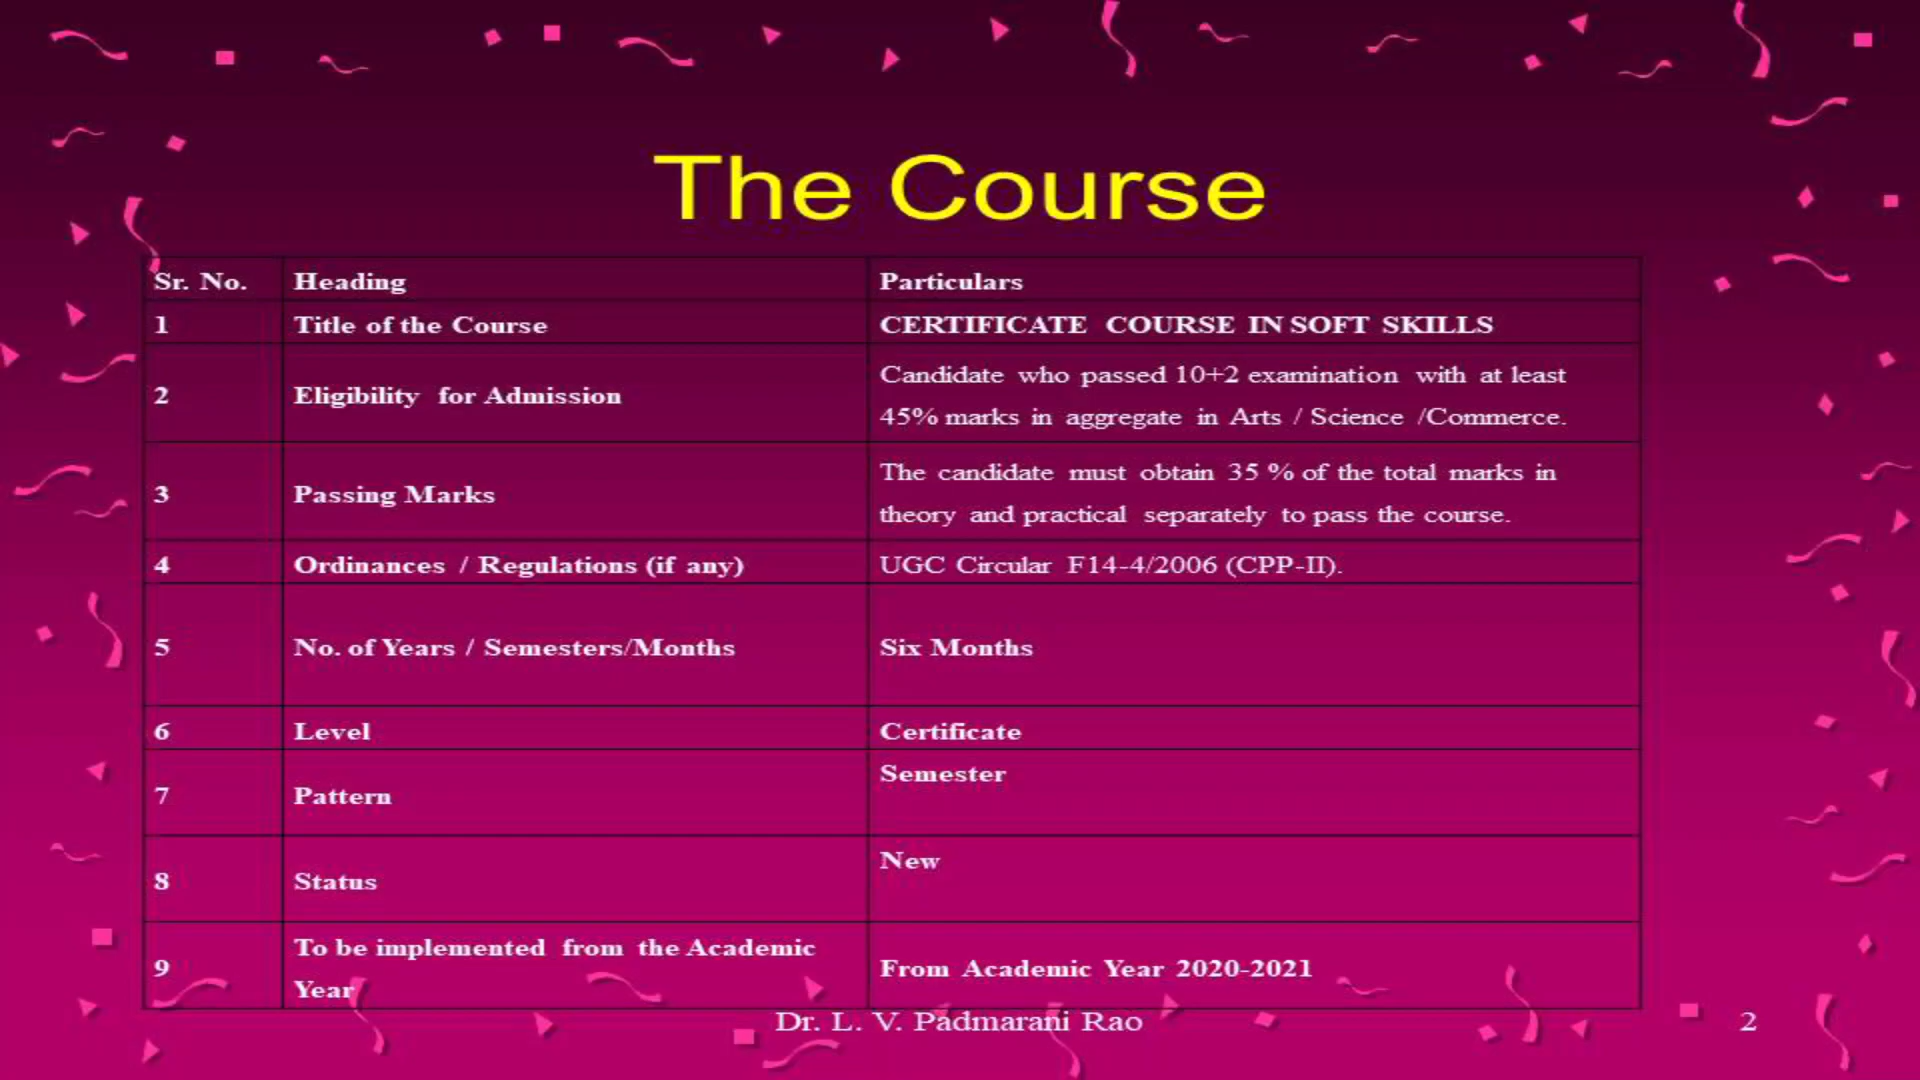 The Course
Sr. No. Heading Particulars
1 Title of the Course CERTIFICATE COURSE IN SOFT SKILLS
2 Eligibility for Admission Candidate who passed 10+2 examination with at least
45% marks in aggregate in Arts / Science /Commerce.
3 Passing Marks The candidate must obtain 35 % of the total marks in
theory and practical separately to pass the course.
4 Ordinances / Regulations (if any) UGC Circular F14-4/2006 (CPP-II).
5 No. of Years / Semesters/Months Six Months
6 Level Certificate
7 Pattern Semester
8 Status New
9 To be implemented from the Academic
Year From Academic Year 2020-2021
Dr. L. V. Padmarani Rao 2